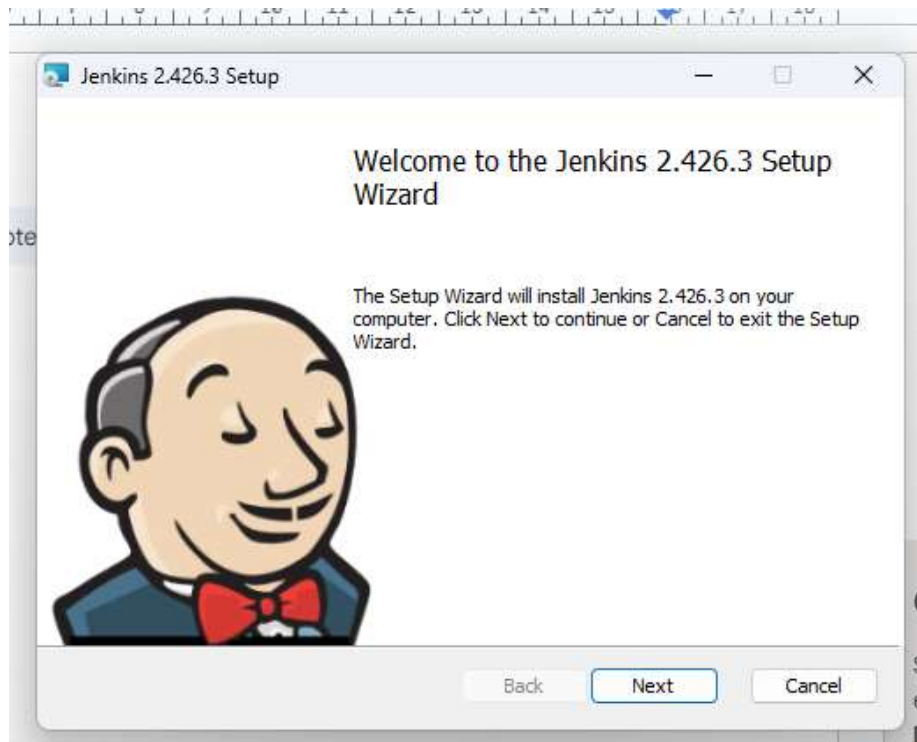 Jenkins 2.426.3 Setup
Welcome to the Jenkins 2.426.3 Setup
Wizard
The Setup Wizard will install Jenkins 2.426.3 on your
computer. Click Next to continue or Cancel to exit the Setup
Wizard.
Back Next Cancel